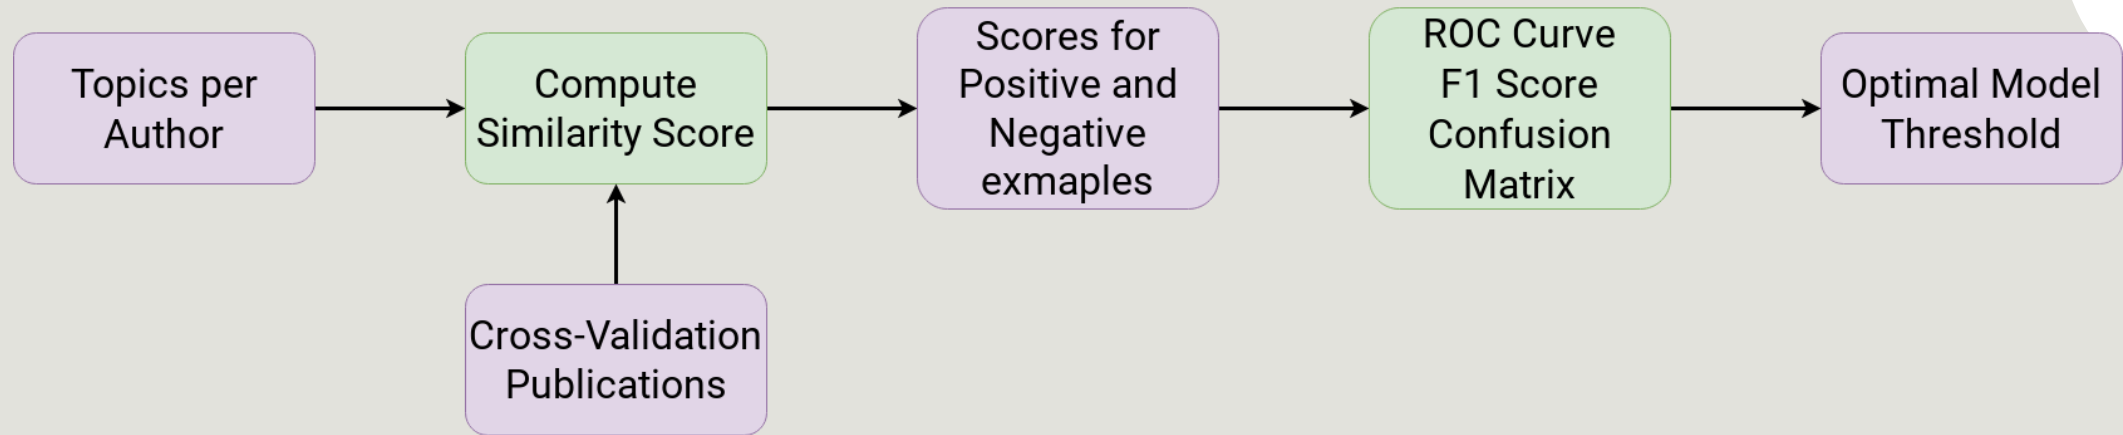 Topics per
Author
Compute
Similarity Score
Scores for
Positive and
Negative
exmaples
ROC Curve
F1 Score
Confusion
Matrix
Optimal Model
Threshold
Cross-Validation
Publications